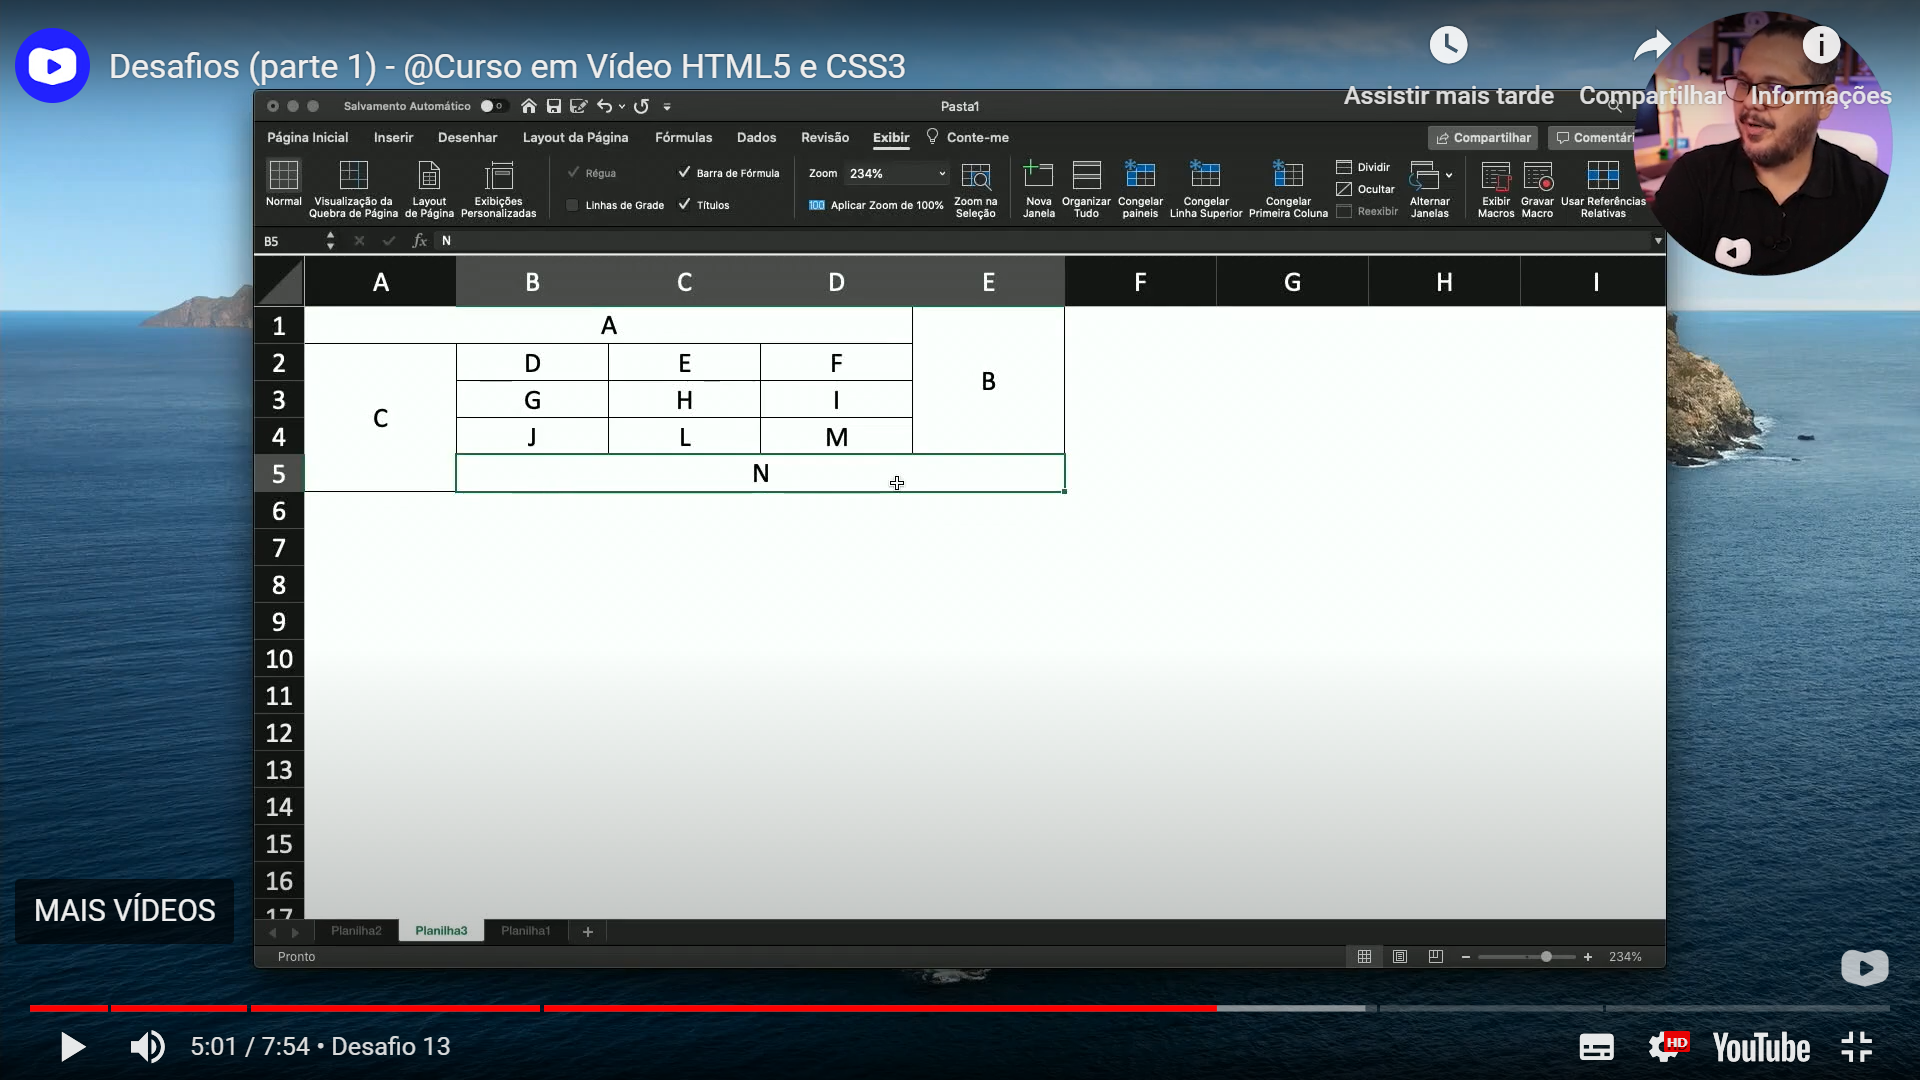 Desafios (parte 1) - @Curso em Vídeo HTML5 e CSS3
Assistir mais tarde Compartilhar Informações
Salvamento Automático Pasta1
Página Inicial Inserir Desenhar Layout da Página Fórmulas Dados Revisão Exibir Conte-me Compartilhar
Normal Visualização da Quebra de Página Layout de Página Exibições Personalizadas
Régua Barra de Fórmula
Linhas de Grade Títulos
Zoom 234%
100 Aplicar Zoom de 100%
Zoom na Seleção
Nova Janela Organizar Tudo Congelar paineis Congelar Linha Superior Congelar Primeira Coluna
Dividir
Ocultar
Reexibir
Alternar Janelas Exibir Macros Gravar Macro Usar Referências Relativas
B5 fx N
A B C D E F G H I
1 A
2 D E F
B
3 G H I
C
4 J L M
5 N
6
7
8
9
10
11
12
13
14
15
16
17
MAIS VÍDEOS
Planilha2 Planilha3 Planilha1 +
Pronto 234%
5:01 / 7:54 • Desafio 13
HD YouTube